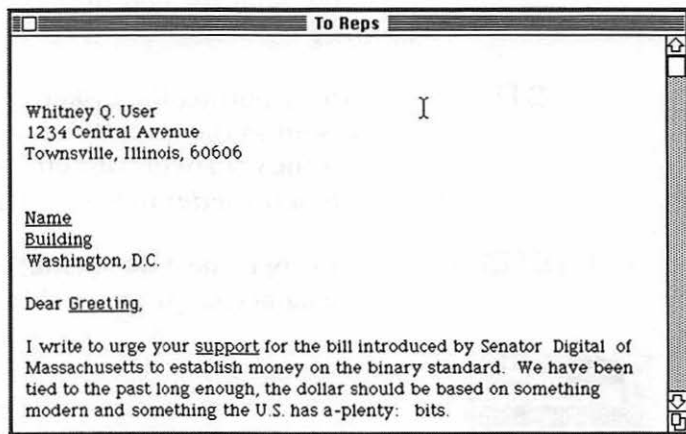 To Reps
Whitney Q. User
1234 Central Avenue
Townsville, Illinois, 60606
Name
Building
Washington, D.C.
Dear Greeting,
I write to urge your support for the bill introduced by Senator Digital of
Massachusetts to establish money on the binary standard. We have been
tied to the past long enough, the dollar should be based on something
modern and something the U.S. has a-plenty: bits.